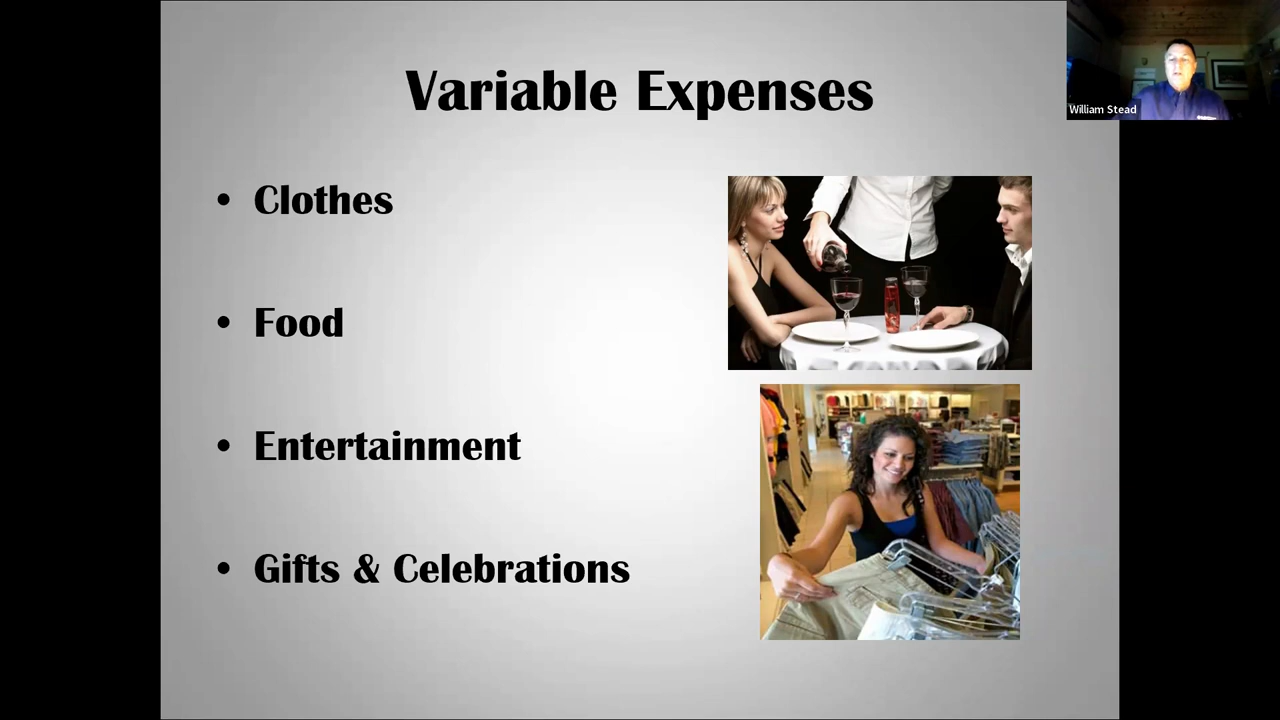 Variable Expenses
William Stead
• Clothes
• Food
• Entertainment
• Gifts & Celebrations